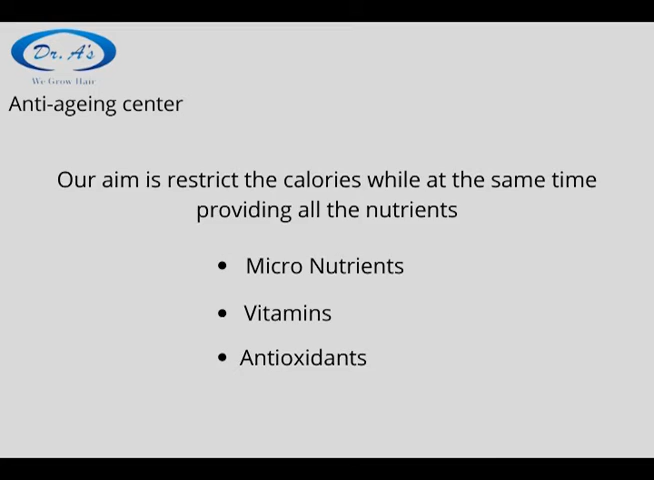 Dr. A's
We Grow Hair
Anti-ageing center
Our aim is restrict the calories while at the same time
providing all the nutrients
• Micro Nutrients
• Vitamins
• Antioxidants